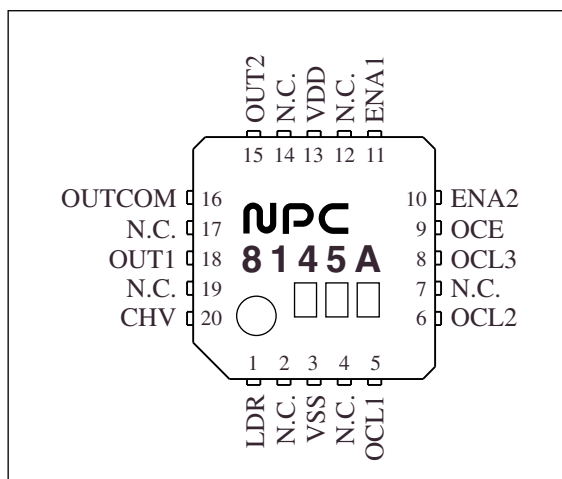 OUT2 N.C. VDD N.C. ENA1
15 14 13 12 11
OUTCOM 16
N.C. 17
OUT1 18
N.C. 19
CHV 20
NPC
8145A
10 ENA2
9 OCE
8 OCL3
7 N.C.
6 OCL2
1 2 3 4 5
LDR N.C. VSS N.C. OCL1